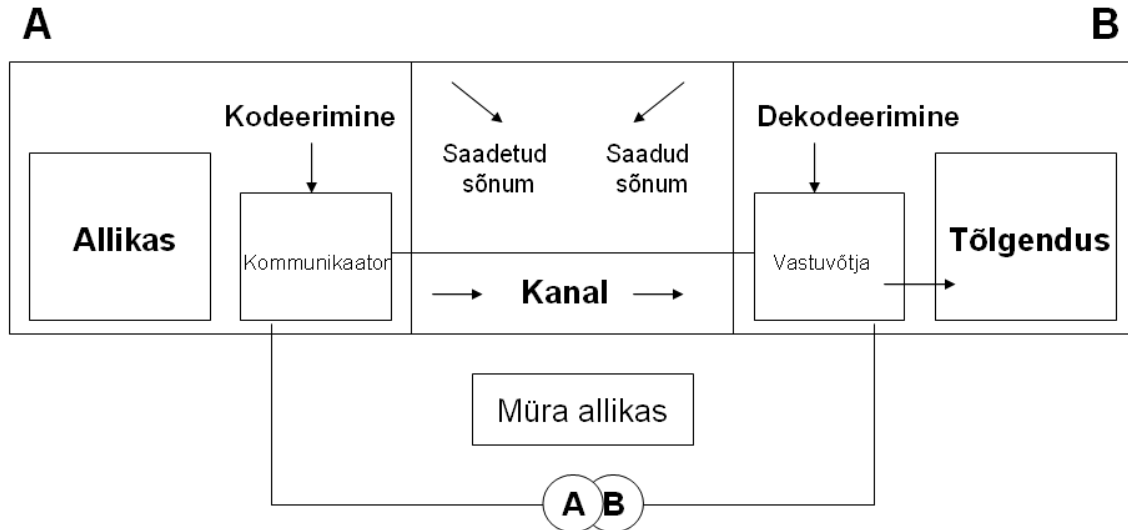 A
B
Kodeerimine
Dekodeerimine
Saadetud
sõnum
Saadud
sõnum
Allikas
Kommunikaator
Vastuvõtja
Tõlgendus
Kanal
Müra allikas
A
B